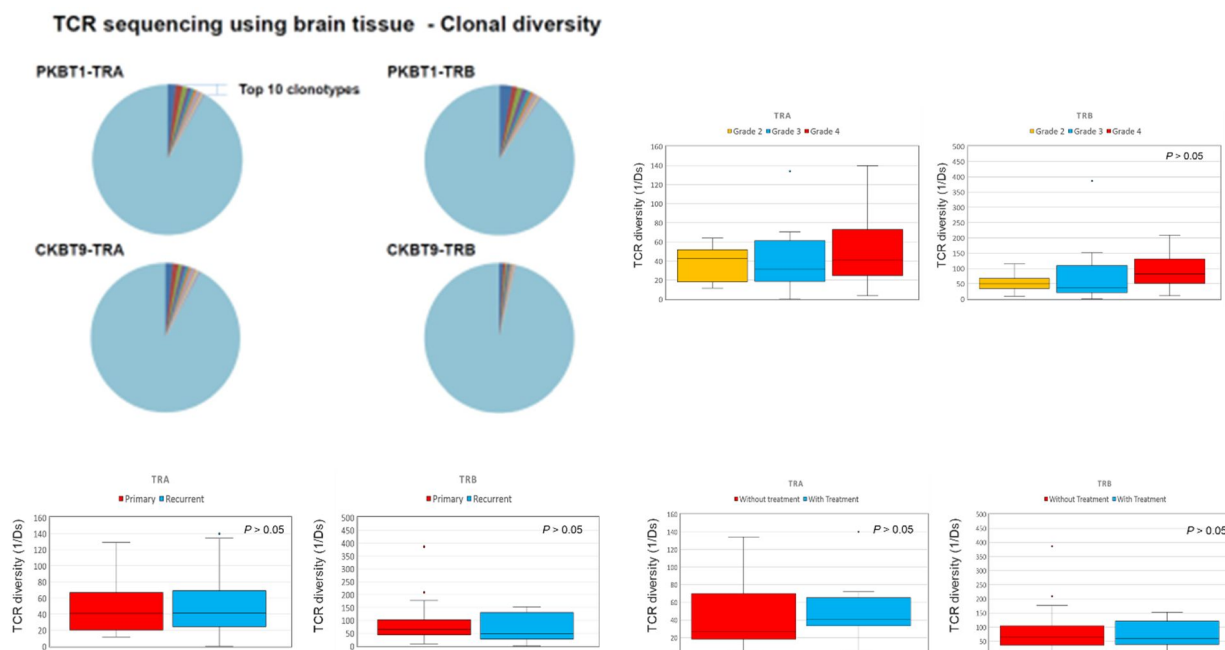 TCR sequencing using brain tissue - Clonal diversity
PKBT1-TRA
PKBT1-TRB
Top 10 clonotypes
CKBT9-TRA
CKBT9-TRB
TRA
Grade 2 Grade 3 Grade 4
TCR diversity (1/Ds)
160
140
120
100
80
60
40
20
0
TRB
Grade 2 Grade 3 Grade 4
P > 0.05
TCR diversity (1/Ds)
500
450
400
350
300
250
200
150
100
50
0
TRA
Primary Recurrent
P > 0.05
TCR diversity (1/Ds)
160
140
120
100
80
60
40
20
0
TRB
Primary Recurrent
P > 0.05
TCR diversity (1/Ds)
500
450
400
350
300
250
200
150
100
50
0
TRA
Without treatment With Treatment
P > 0.05
TCR diversity (1/Ds)
160
140
120
100
80
60
40
20
TRB
Without Treatment With Treatment
P > 0.05
TCR diversity (1/Ds)
500
450
400
350
300
250
200
150
100
50